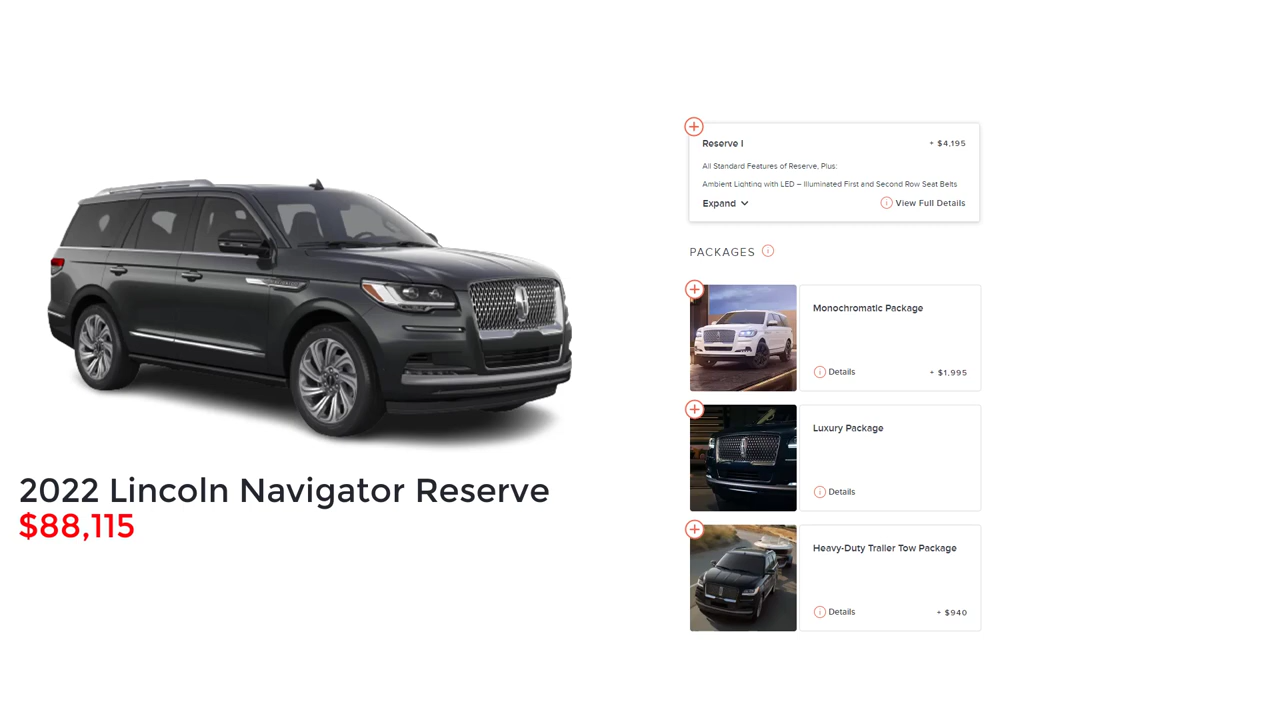 2022 Lincoln Navigator Reserve
$88,115
Reserve I
+ $4,195
All Standard Features of Reserve, Plus:
Ambient Lighting with LED – Illuminated First and Second Row Seat Belts
Expand
View Full Details
PACKAGES
Monochromatic Package
Details
+ $1,995
Luxury Package
Details
Heavy-Duty Trailer Tow Package
Details
+ $940